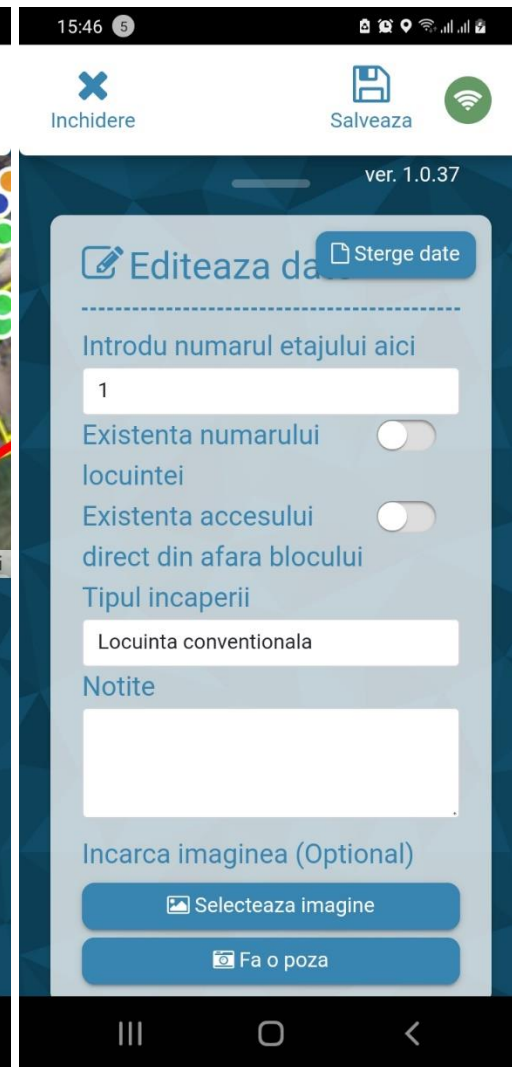 15:46 5
Inchidere
Salveaza
ver. 1.0.37
Editeaza da
Sterge date
Introdu numarul etajului aici
1
Existenta numarului
locuintei
Existenta accesului
direct din afara blocului
Tipul incaperii
Locuinta conventionala
Notite
Incarca imaginea (Optional)
Selecteaza imagine
Fa o poza